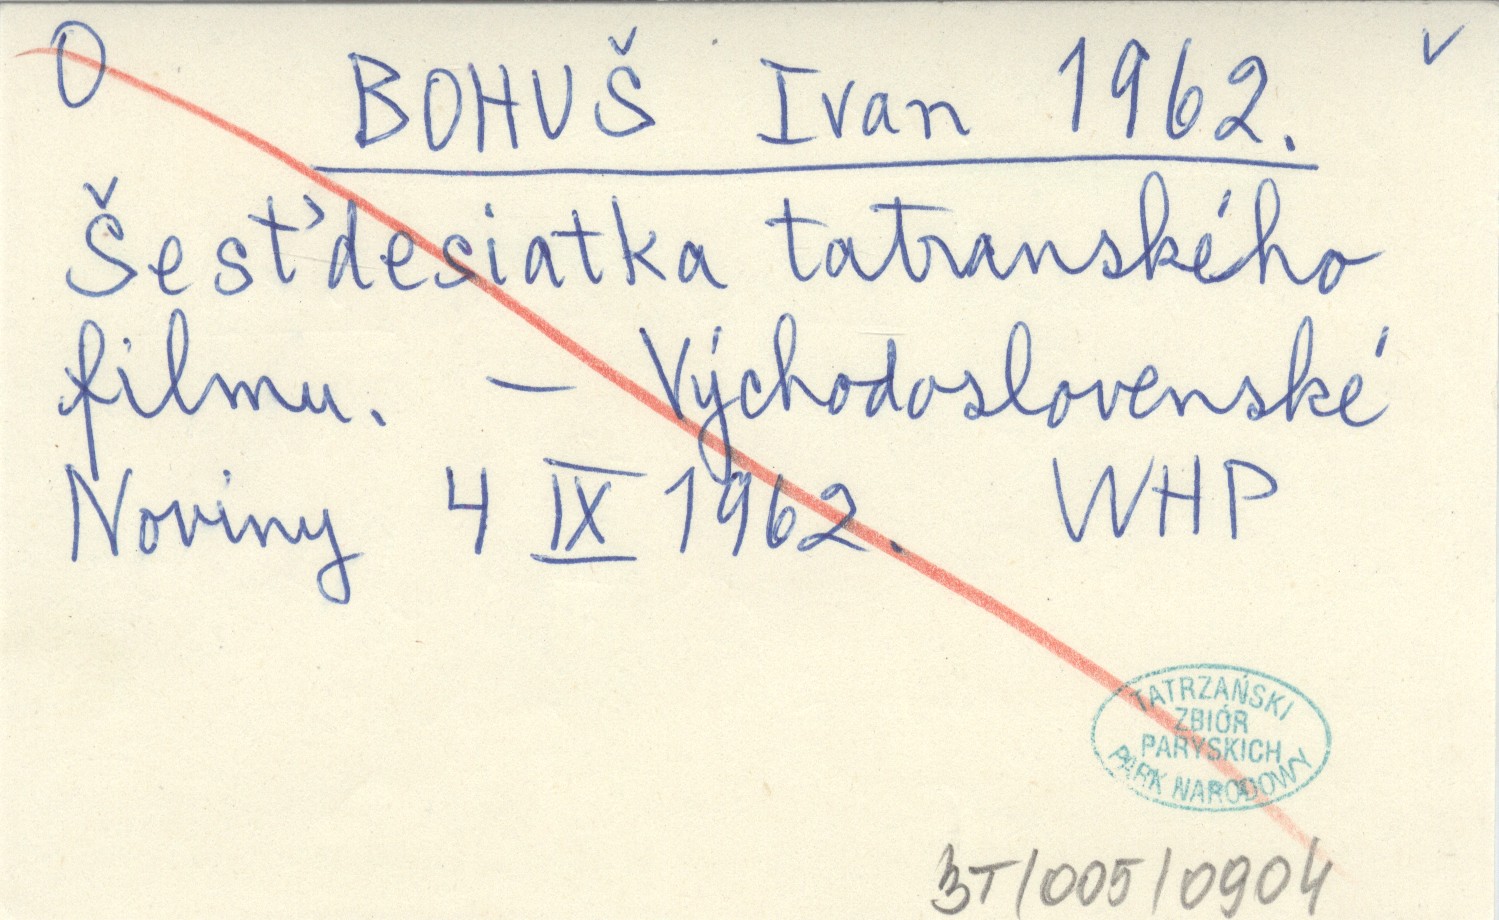 O BOHUŠ Ivan 1962. v
Šesťdesiatka tatranského
filmu. – Východoslovenské
Noviny 4 IX 1962. WHP
TATRZAŃSKI
ZBIÓR
PARYSKICH
PARK NARODOWY
3T/005/0904